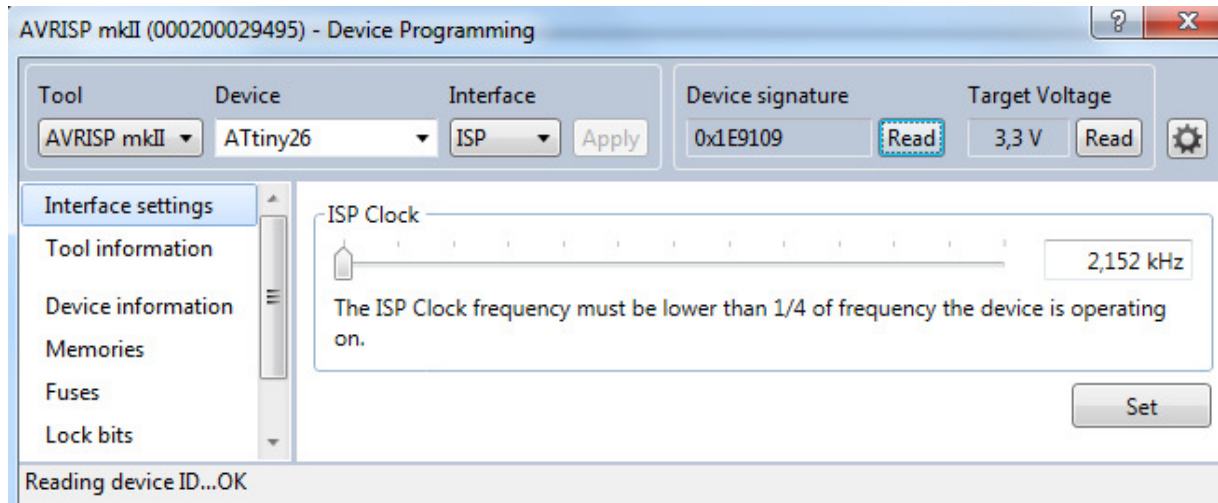 AVRISP mkII (000200029495) - Device Programming
Tool Device Interface Device signature Target Voltage
AVRISP mkII ATtiny26 ISP Apply 0x1E9109 Read 3,3 V Read
Interface settings
Tool information
Device information
Memories
Fuses
Lock bits
ISP Clock
2,152 kHz
The ISP Clock frequency must be lower than 1/4 of frequency the device is operating
on.
Set
Reading device ID...OK